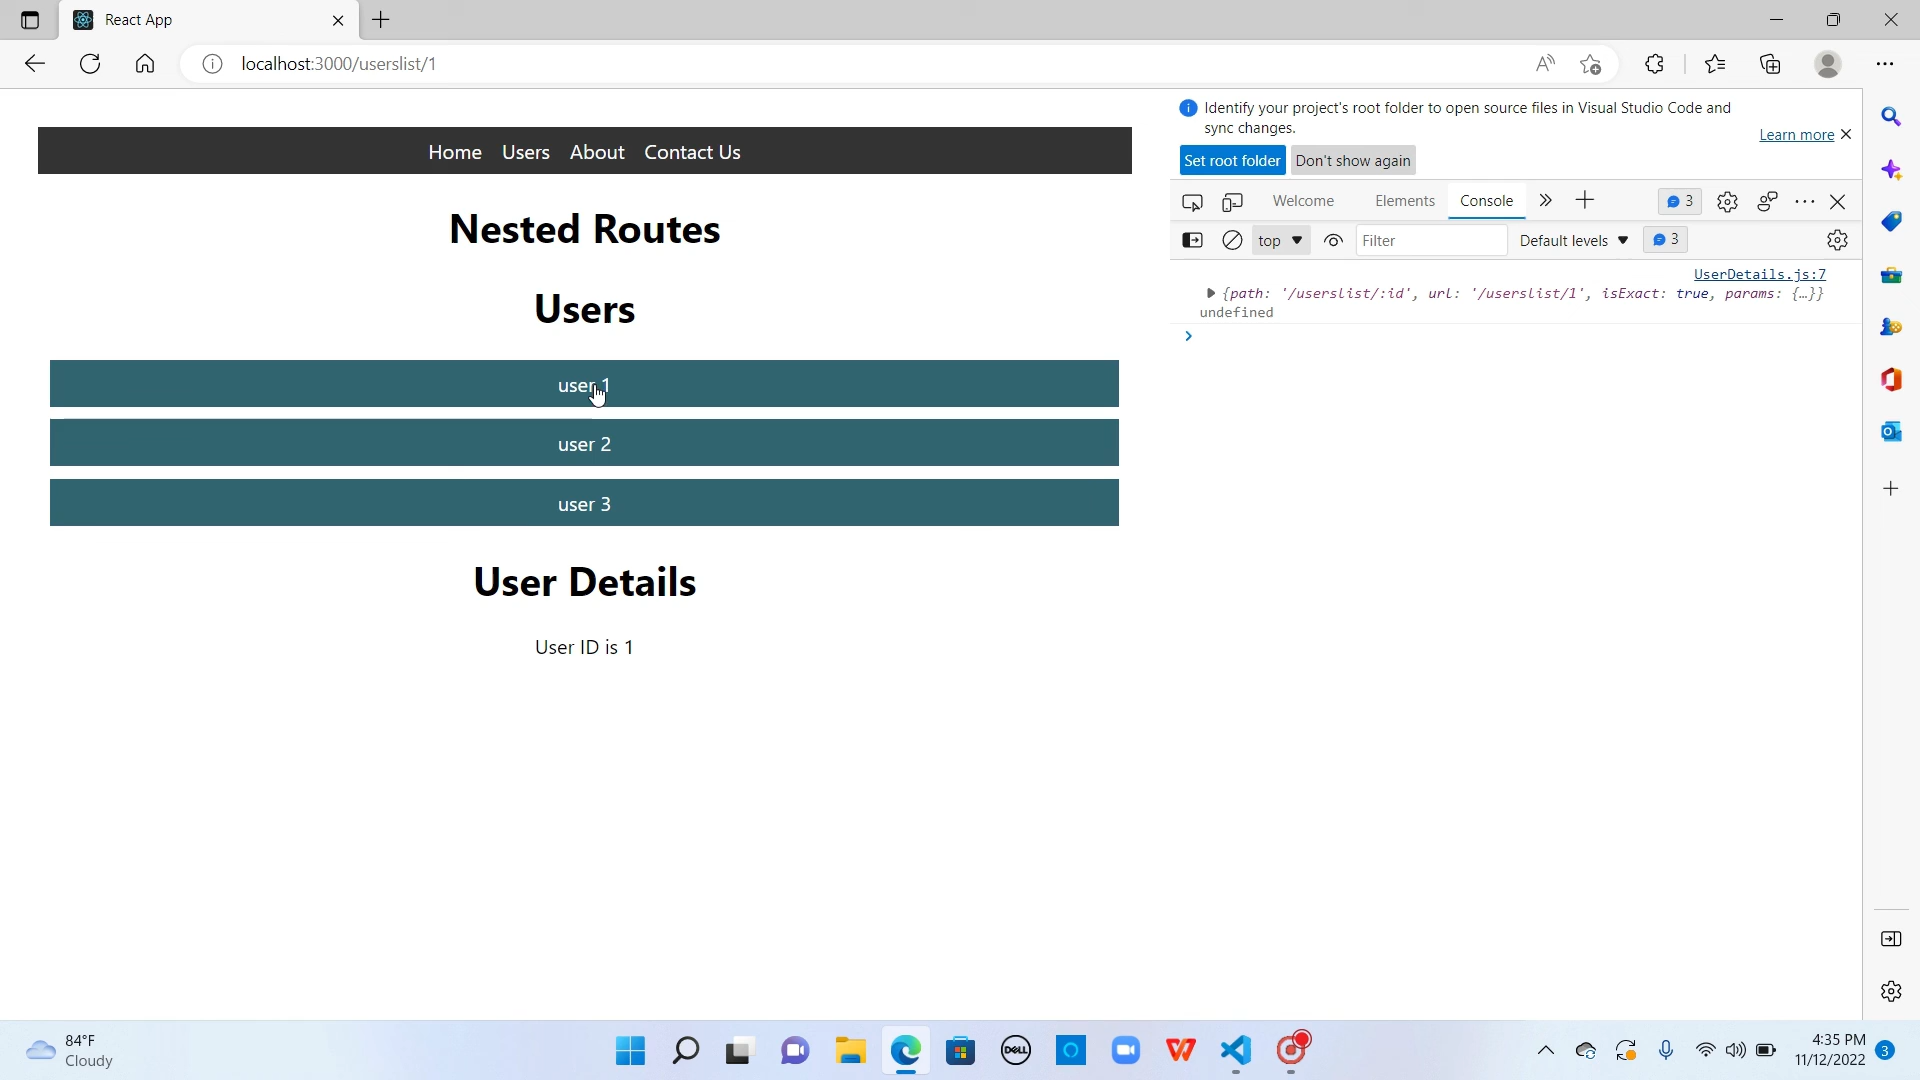 React App
localhost:3000/userslist/1
Home Users About Contact Us
Nested Routes
Users
user 1
user 2
user 3
User Details
User ID is 1
Identify your project's root folder to open source files in Visual Studio Code and
sync changes.
Learn more
Set root folder Don't show again
Welcome Elements Console 3
top Filter Default levels 3
UserDetails.js:7
{path: '/userslist/:id', url: '/userslist/1', isExact: true, params: {…}}
undefined
84°F
Cloudy
DELL
4:35 PM
11/12/2022 3